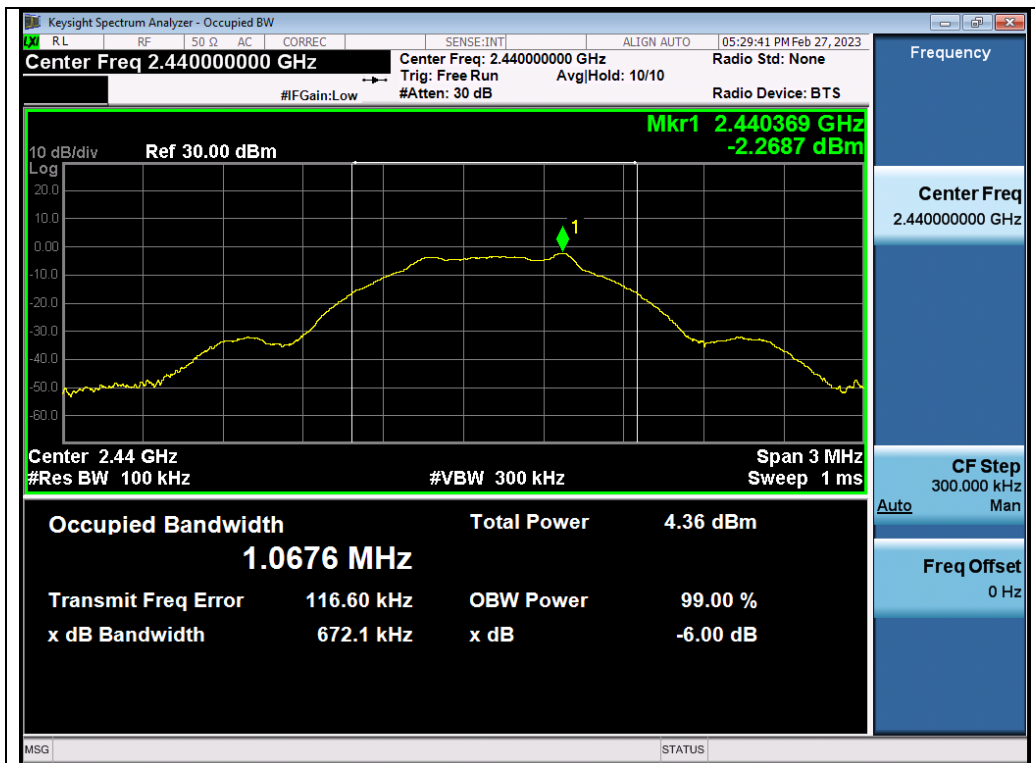 Keysight Spectrum Analyzer - Occupied BW
LXI RL RF 50 Ω AC CORREC SENSE:INT ALIGN AUTO 05:29:41 PM Feb 27, 2023
Center Freq 2.440000000 GHz
Center Freq: 2.440000000 GHz Radio Std: None
Trig: Free Run Avg|Hold: 10/10
#IFGain:Low #Atten: 30 dB Radio Device: BTS
Mkr1 2.440369 GHz
-2.2687 dBm
10 dB/div Ref 30.00 dBm
Log
20.0
10.0
0.00
-10.0
-20.0
-30.0
-40.0
-50.0
-60.0
1
Center 2.44 GHz Span 3 MHz
#Res BW 100 kHz #VBW 300 kHz Sweep 1 ms
Occupied Bandwidth Total Power 4.36 dBm
1.0676 MHz
Transmit Freq Error 116.60 kHz OBW Power 99.00 %
x dB Bandwidth 672.1 kHz x dB -6.00 dB
MSG STATUS
Frequency
Center Freq
2.440000000 GHz
CF Step
300.000 kHz
Auto Man
Freq Offset
0 Hz